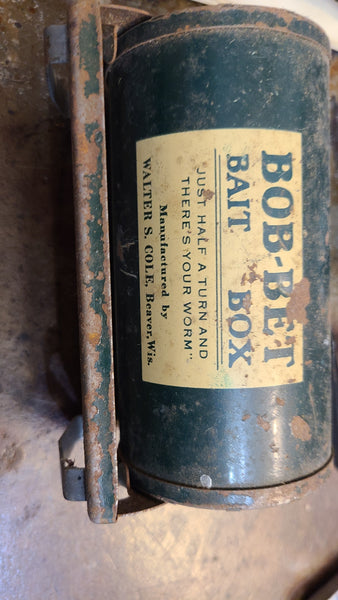 BOB-BET
BAIT BOX
JUST HALF A TURN AND
THERE'S YOUR WORM"
Manufactured by
WALTER S. COLE, Beaver, Wis.